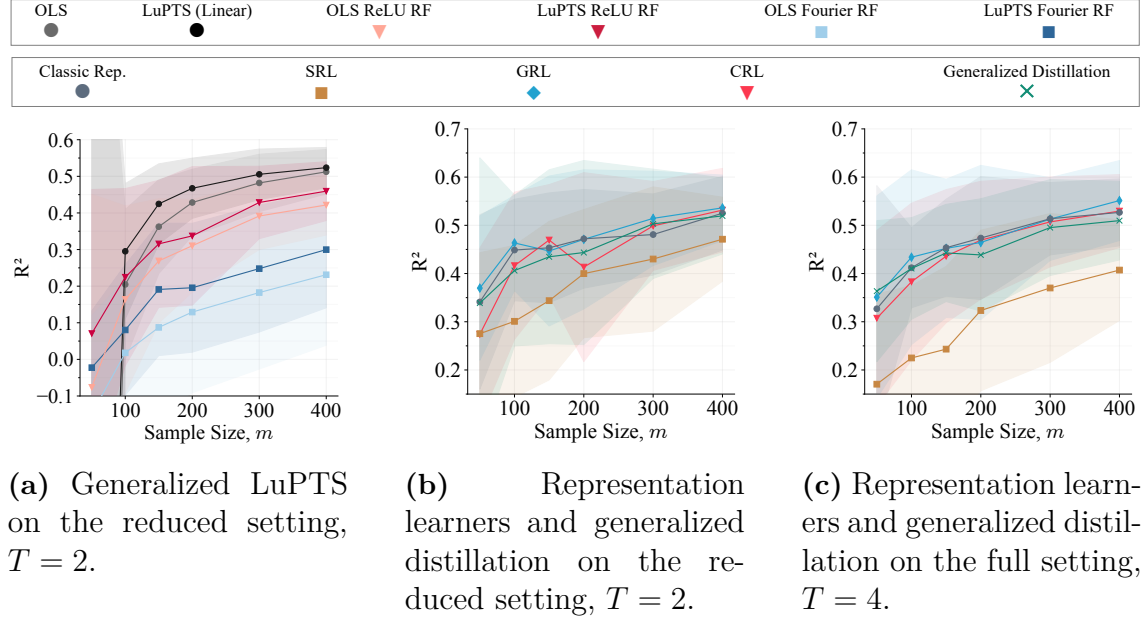 OLS LuPTS (Linear) OLS ReLU RF LuPTS ReLU RF OLS Fourier RF LuPTS Fourier RF
Classic Rep. SRL GRL CRL Generalized Distillation
0.6
0.5
0.4
0.3
0.2
0.1
0.0
−0.1
R²
100 200 300 400
Sample Size, m
0.7
0.6
0.5
0.4
0.3
0.2
R²
100 200 300 400
Sample Size, m
0.7
0.6
0.5
0.4
0.3
0.2
R²
100 200 300 400
Sample Size, m
(a) Generalized LuPTS
on the reduced setting,
T = 2.
(b) Representation
learners and generalized
distillation on the re-
duced setting, T = 2.
(c) Representation learn-
ers and generalized distil-
lation on the full setting,
T = 4.